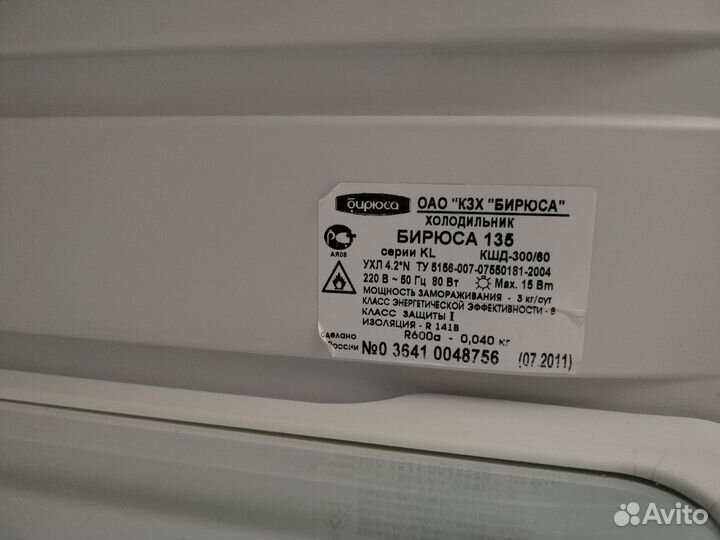 бирюса ОАО "КЗХ "БИРЮСА"
ХОЛОДИЛЬНИК
БИРЮСА 135
серии KL КШД-300/60
АЯ08
УХЛ 4.2*N ТУ 5156-007-07550181-2004
220 В ~ 50 Гц 80 Вт Max. 15 Вm
МОЩНОСТЬ ЗАМОРАЖИВАНИЯ - 3 кг/сут
КЛАСС ЭНЕРГЕТИЧЕСКОЙ ЭФФЕКТИВНОСТИ - В
КЛАСС ЗАЩИТЫ I
ИЗОЛЯЦИЯ - R 141B
R600a - 0,040 кг
сделано
России
№0 3641 0048756 (07.2011)
Avito